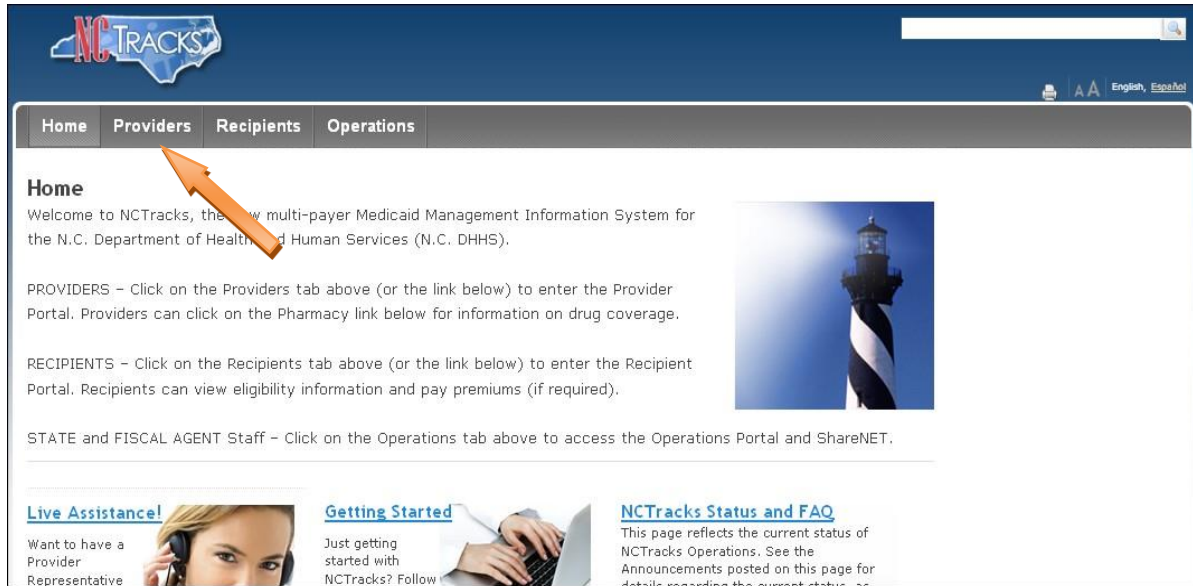 NCTRACKS
English, Español
Home Providers Recipients Operations
Home
Welcome to NCTracks, the multi-payer Medicaid Management Information System for
the N.C. Department of Health Human Services (N.C. DHHS).
PROVIDERS – Click on the Providers tab above (or the link below) to enter the Provider
Portal. Providers can click on the Pharmacy link below for information on drug coverage.
RECIPIENTS – Click on the Recipients tab above (or the link below) to enter the Recipient
Portal. Recipients can view eligibility information and pay premiums (if required).
STATE and FISCAL AGENT Staff – Click on the Operations tab above to access the Operations Portal and ShareNET.
Live Assistance!
Want to have a
Provider
Representative
Getting Started
Just getting
started with
NCTracks? Follow
NCTracks Status and FAQ
This page reflects the current status of
NCTracks Operations. See the
Announcements posted on this page for
details regarding the current status, as